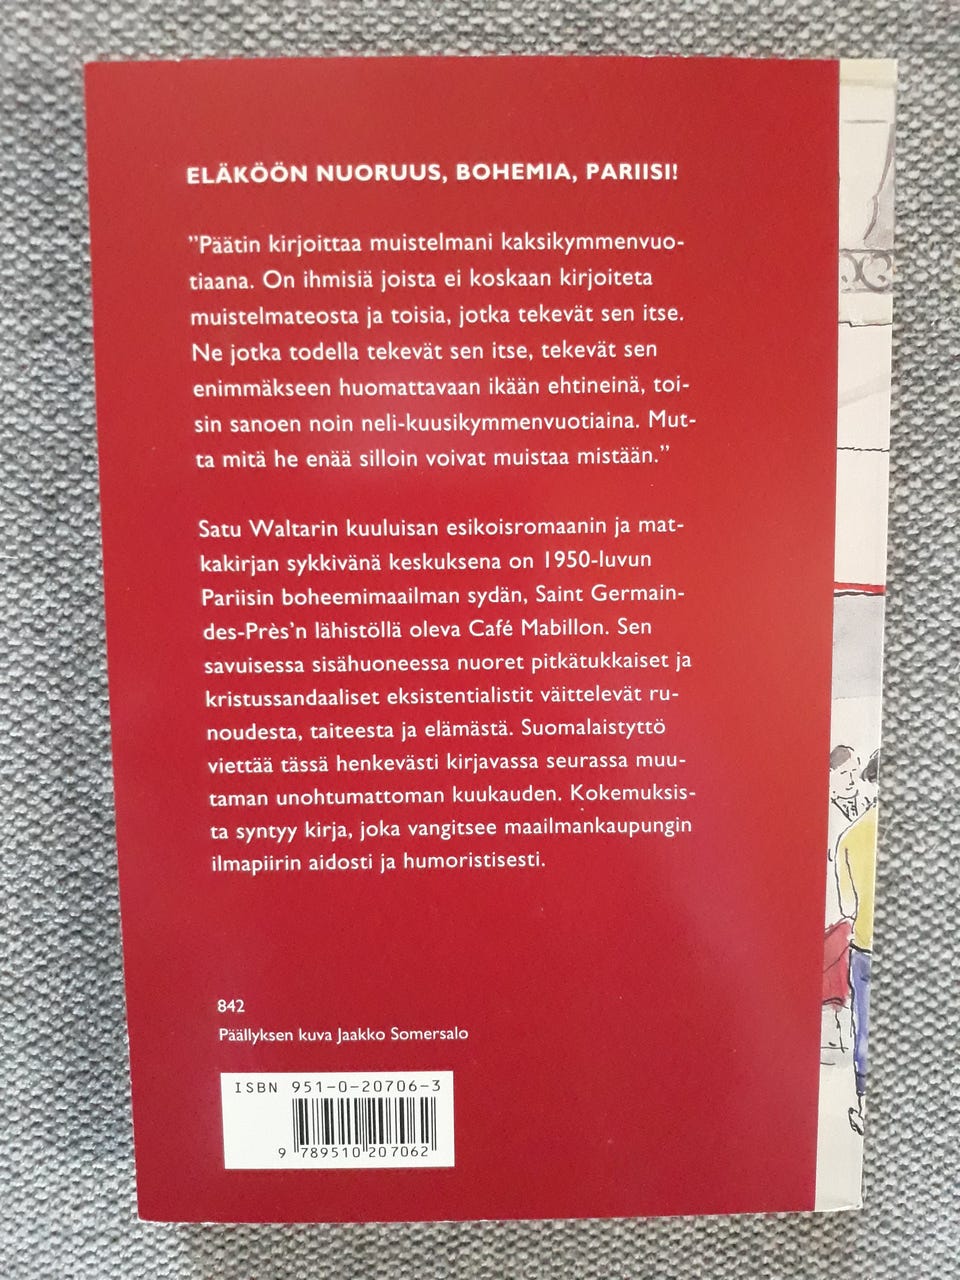 ELÄKÖÖN NUORUUS, BOHEMIA, PARIISI!
”Päätin kirjoittaa muistelmani kaksikymmenvuo-
tiaana. On ihmisiä joista ei koskaan kirjoiteta
muistelmateosta ja toisia, jotka tekevät sen itse.
Ne jotka todella tekevät sen itse, tekevät sen
enimmäkseen huomattavaan ikään ehtineinä, toi-
sin sanoen noin neli-kuusikymmenvuotiaina. Mut-
ta mitä he enää silloin voivat muistaa mistään.”
Satu Waltarin kuuluisan esikoisromaanin ja mat-
kakirjan sykkivänä keskuksena on 1950-luvun
Pariisin boheemimaailman sydän, Saint Germain-
des-Près’n lähistöllä oleva Café Mabillon. Sen
savuisessa sisähuoneessa nuoret pitkätukkaiset ja
kristussandaaliset eksistentialistit väittelevät ru-
noudesta, taiteesta ja elämästä. Suomalaistyttö
viettää tässä henkevästi kirjavassa seurassa muu-
taman unohtumattoman kuukauden. Kokemuksis-
ta syntyy kirja, joka vangitsee maailmankaupungin
ilmapiirin aidosti ja humoristisesti.
842
Päällyksen kuva Jaakko Somersalo
ISBN 951-0-20706-3
9 789510 207062